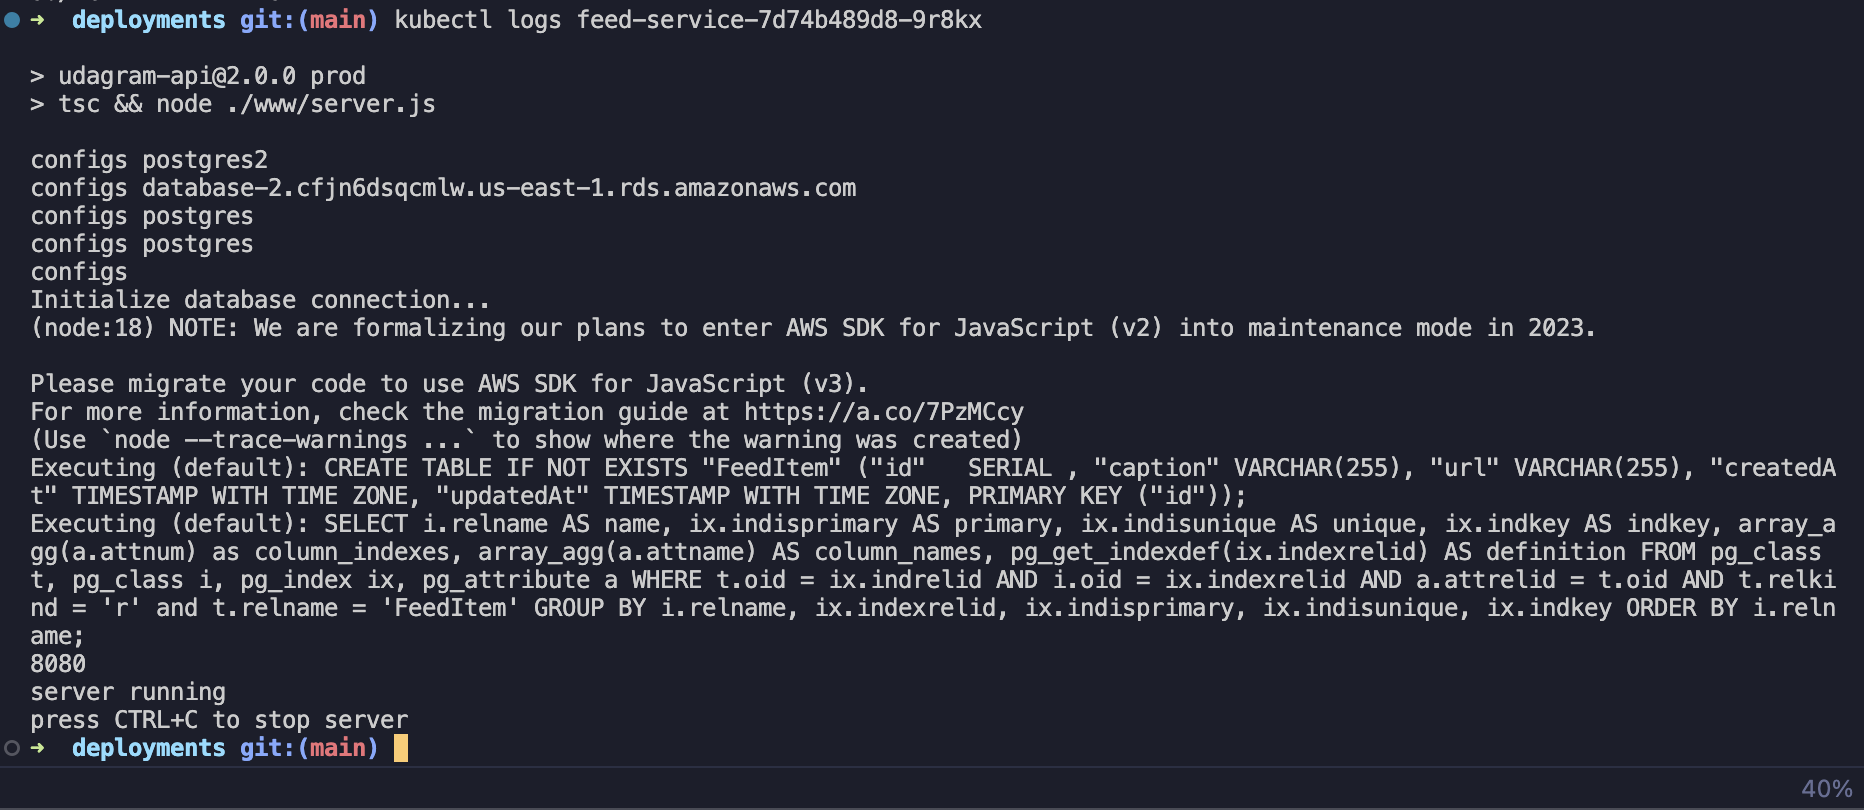 ➜  deployments git:(main) kubectl logs feed-service-7d74b489d8-9r8kx

> udagram-api@2.0.0 prod
> tsc && node ./www/server.js

configs postgres2
configs database-2.cfjn6dsqcmlw.us-east-1.rds.amazonaws.com
configs postgres
configs postgres
configs
Initialize database connection...
(node:18) NOTE: We are formalizing our plans to enter AWS SDK for JavaScript (v2) into maintenance mode in 2023.

Please migrate your code to use AWS SDK for JavaScript (v3).
For more information, check the migration guide at https://a.co/7PzMCcy
(Use `node --trace-warnings ...` to show where the warning was created)
Executing (default): CREATE TABLE IF NOT EXISTS "FeedItem" ("id"   SERIAL , "caption" VARCHAR(255), "url" VARCHAR(255), "createdA
t" TIMESTAMP WITH TIME ZONE, "updatedAt" TIMESTAMP WITH TIME ZONE, PRIMARY KEY ("id"));
Executing (default): SELECT i.relname AS name, ix.indisprimary AS primary, ix.indisunique AS unique, ix.indkey AS indkey, array_a
gg(a.attnum) as column_indexes, array_agg(a.attname) AS column_names, pg_get_indexdef(ix.indexrelid) AS definition FROM pg_class
t, pg_class i, pg_index ix, pg_attribute a WHERE t.oid = ix.indrelid AND i.oid = ix.indexrelid AND a.attrelid = t.oid AND t.relki
nd = 'r' and t.relname = 'FeedItem' GROUP BY i.relname, ix.indexrelid, ix.indisprimary, ix.indisunique, ix.indkey ORDER BY i.reln
ame;
8080
server running
press CTRL+C to stop server
➜  deployments git:(main)
40%